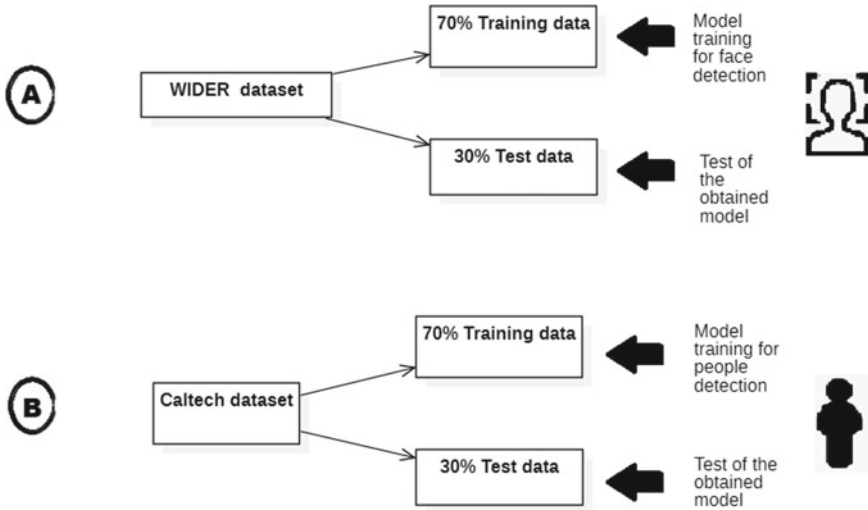 A
WIDER dataset
70% Training data
Model
training
for face
detection
30% Test data
Test of
the
obtained
model
B
Caltech dataset
70% Training data
Model
training for
people
detection
30% Test data
Test of the
obtained
model